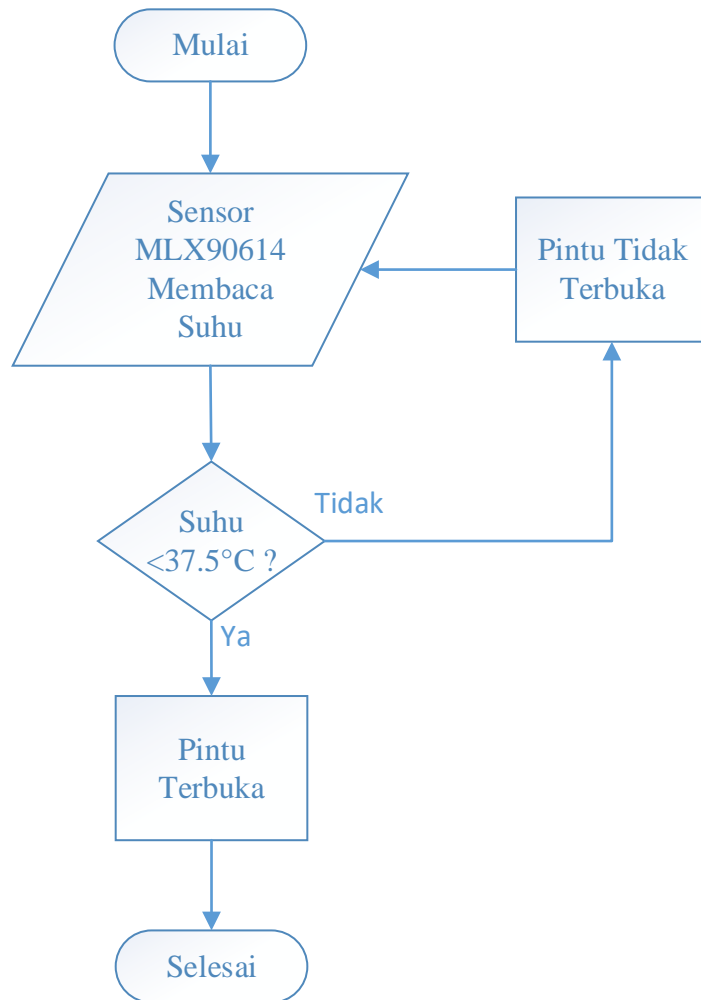 Mulai
Sensor
MLX90614
Membaca
Suhu
Pintu Tidak
Terbuka
Tidak
Suhu
<37.5°C ?
Ya
Pintu
Terbuka
Selesai